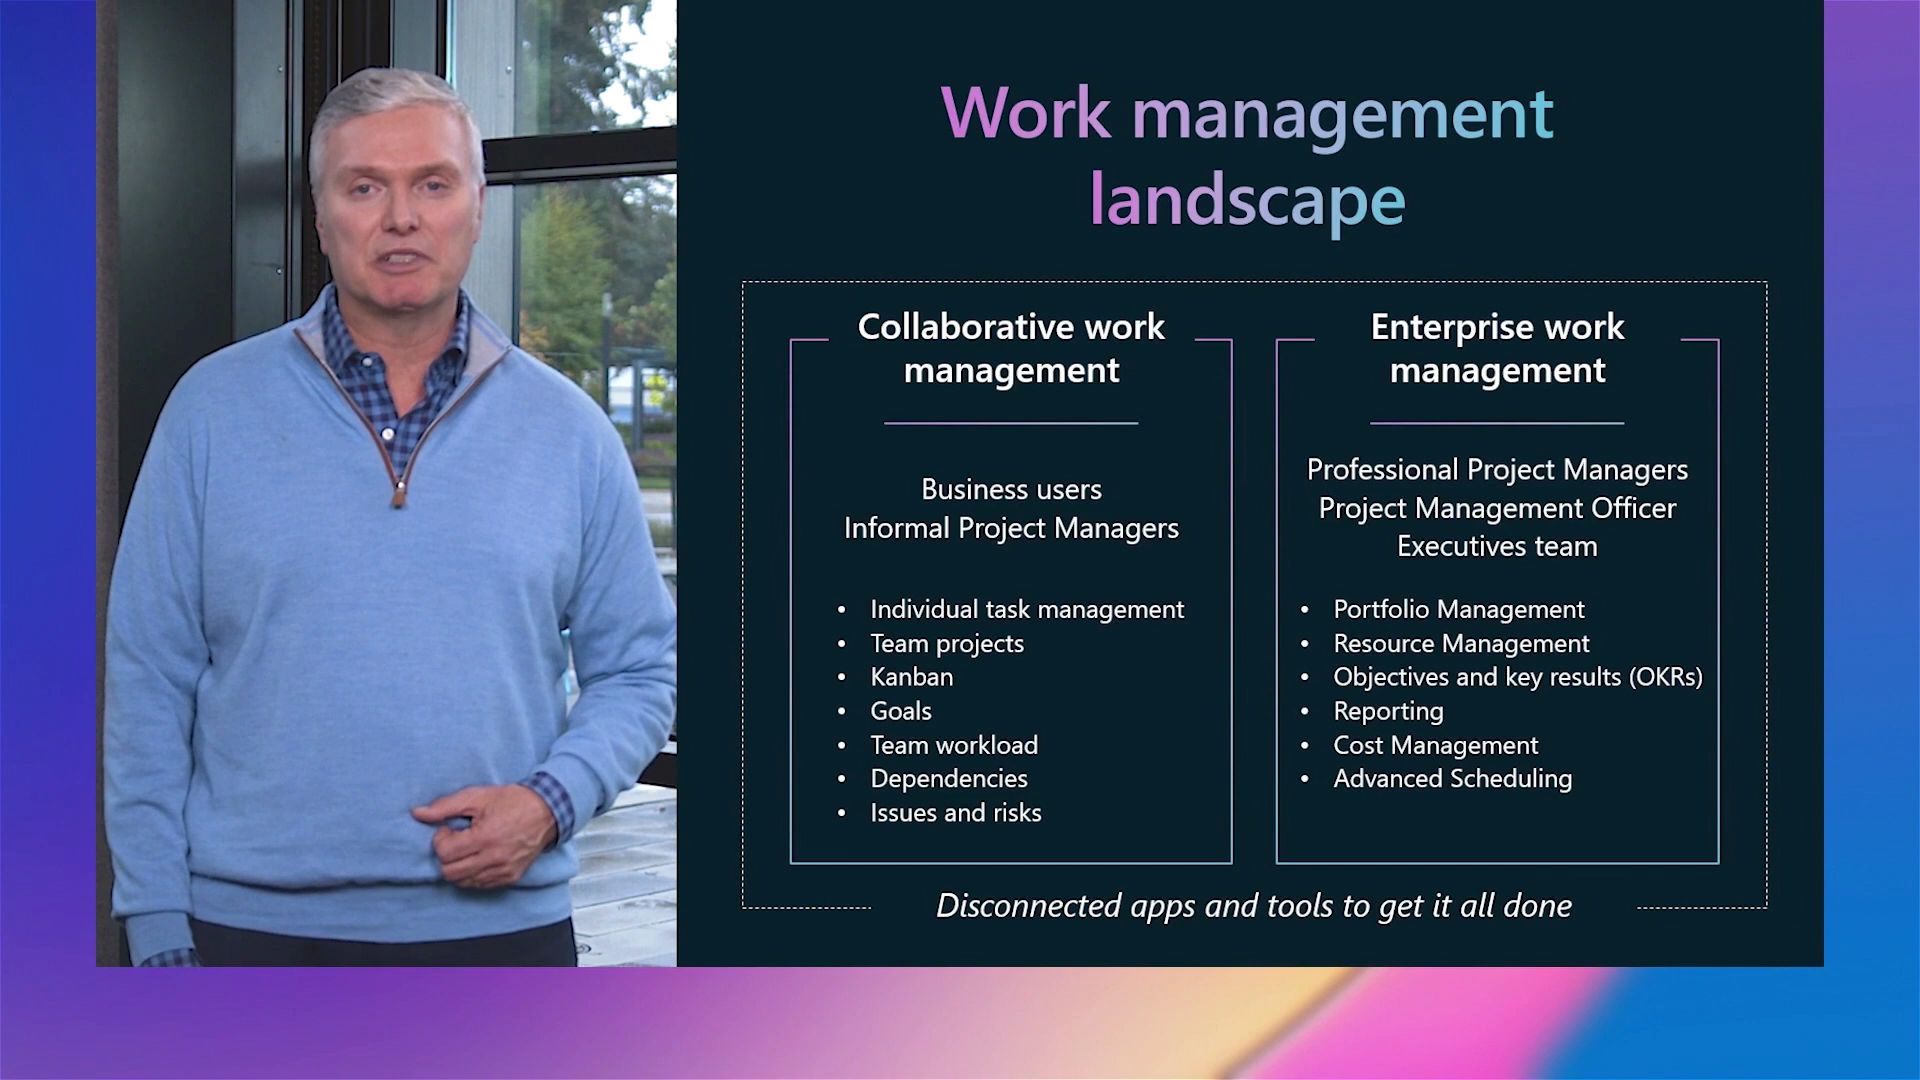 Work management
landscape
Collaborative work
management
Business users
Informal Project Managers
• Individual task management
• Team projects
• Kanban
• Goals
• Team workload
• Dependencies
• Issues and risks
Enterprise work
management
Professional Project Managers
Project Management Officer
Executives team
• Portfolio Management
• Resource Management
• Objectives and key results (OKRs)
• Reporting
• Cost Management
• Advanced Scheduling
Disconnected apps and tools to get it all done